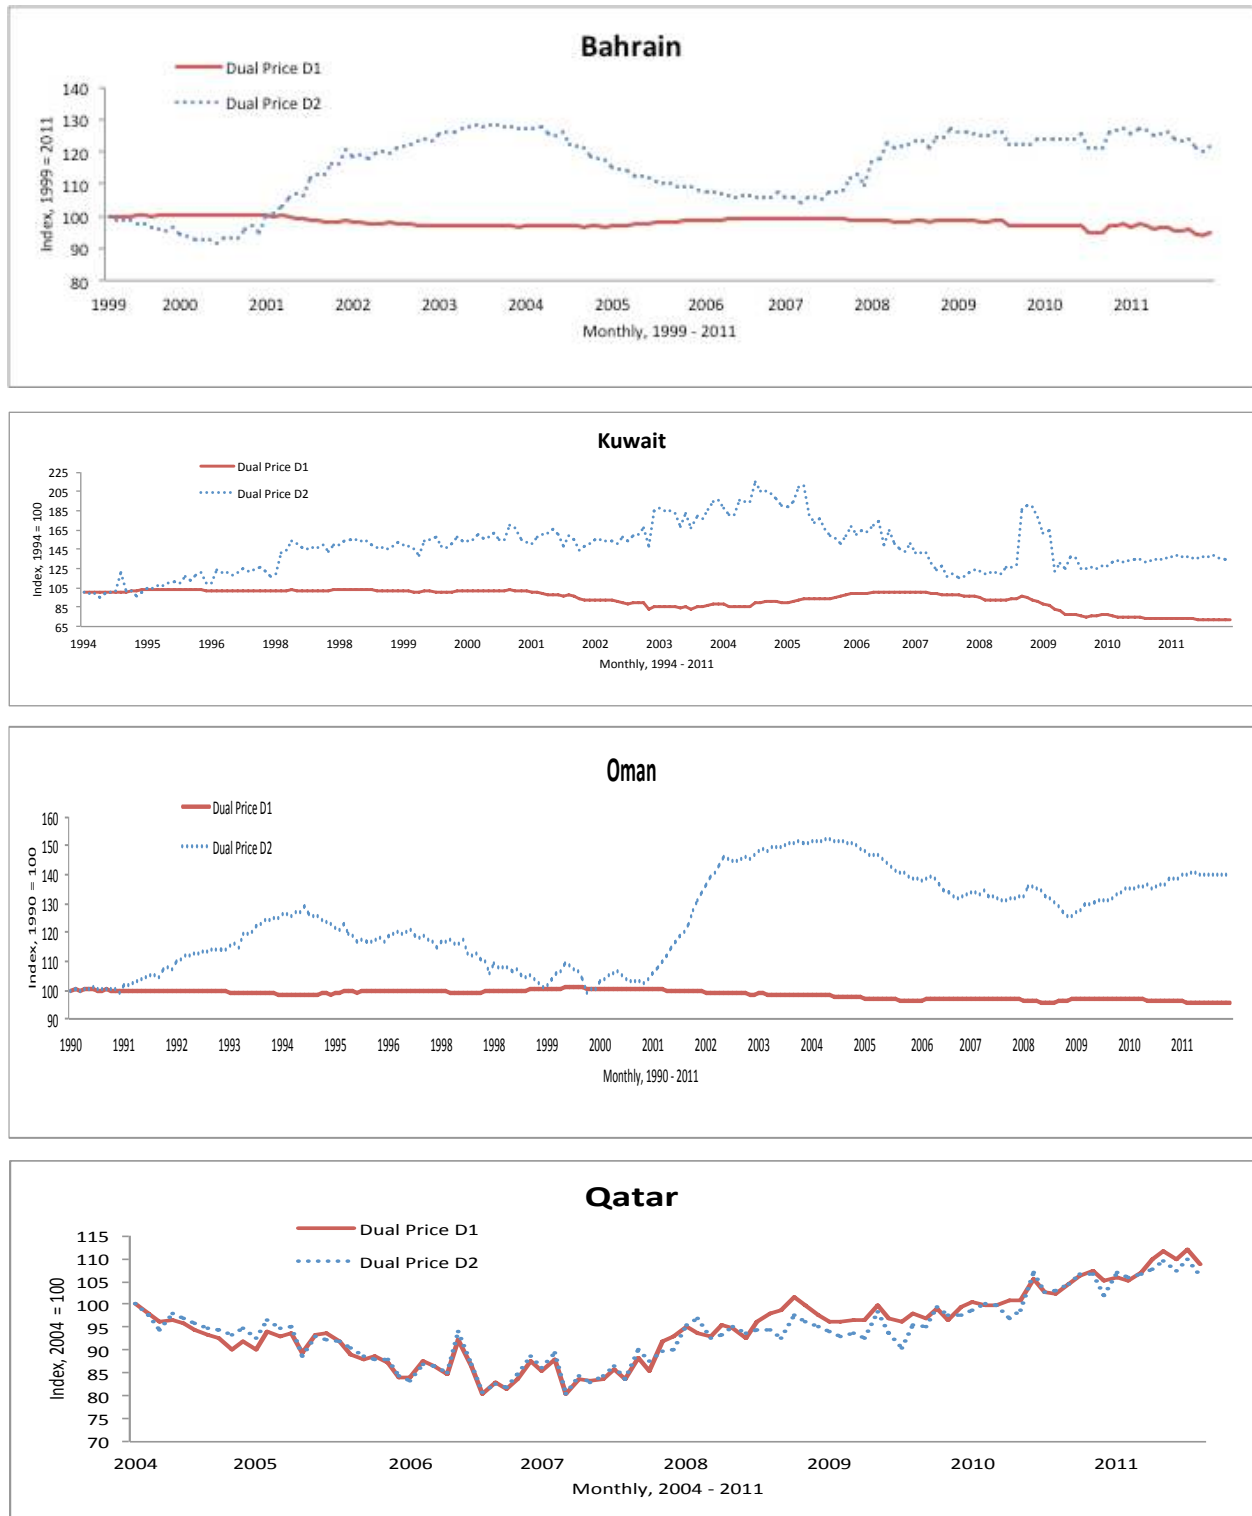 Bahrain
Dual Price D1
Dual Price D2
Index, 1999 = 2011
140
130
120
110
100
90
80
1999 2000 2001 2002 2003 2004 2005 2006 2007 2008 2009 2010 2011
Monthly, 1999 - 2011
Kuwait
Dual Price D1
Dual Price D2
Index, 1994 = 100
225
205
185
165
145
125
105
85
65
1994 1995 1996 1998 1998 1999 2000 2001 2002 2003 2004 2005 2006 2007 2008 2009 2010 2011
Monthly, 1994 - 2011
Oman
Dual Price D1
Dual Price D2
Index, 1990 = 100
160
150
140
130
120
110
100
90
1990 1991 1992 1993 1994 1995 1996 1998 1998 1999 2000 2001 2002 2003 2004 2005 2006 2007 2008 2009 2010 2011
Monthly, 1990 - 2011
Qatar
Dual Price D1
Dual Price D2
Index, 2004 = 100
115
110
105
100
95
90
85
80
75
70
2004 2005 2006 2007 2008 2009 2010 2011
Monthly, 2004 - 2011